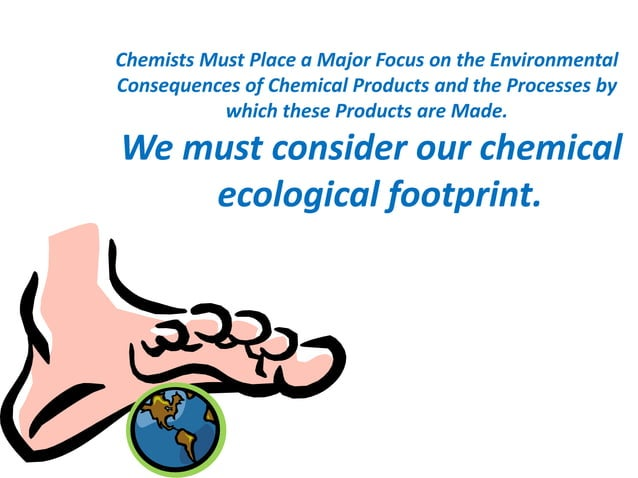 Chemists Must Place a Major Focus on the Environmental
Consequences of Chemical Products and the Processes by
which these Products are Made.
We must consider our chemical
ecological footprint.